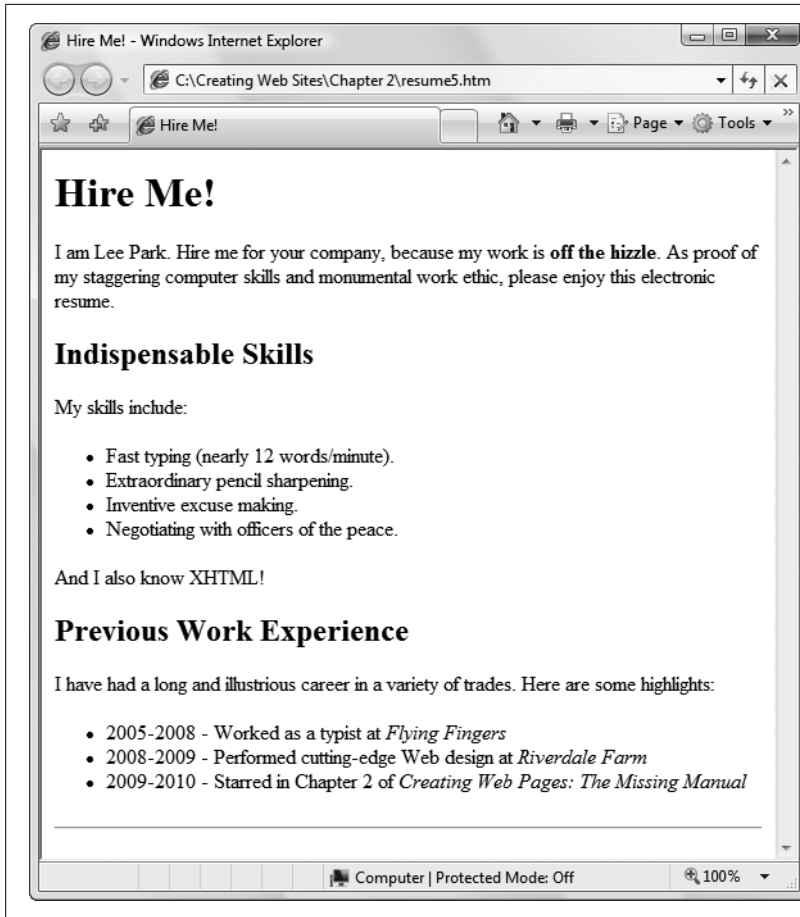 Hire Me! - Windows Internet Explorer
C:\Creating Web Sites\Chapter 2\resume5.htm
Hire Me!
Page
Tools
»
Hire Me!
I am Lee Park. Hire me for your company, because my work is off the hizzle. As proof of
my staggering computer skills and monumental work ethic, please enjoy this electronic
resume.
Indispensable Skills
My skills include:
• Fast typing (nearly 12 words/minute).
• Extraordinary pencil sharpening.
• Inventive excuse making.
• Negotiating with officers of the peace.
And I also know XHTML!
Previous Work Experience
I have had a long and illustrious career in a variety of trades. Here are some highlights:
• 2005-2008 - Worked as a typist at Flying Fingers
• 2008-2009 - Performed cutting-edge Web design at Riverdale Farm
• 2009-2010 - Starred in Chapter 2 of Creating Web Pages: The Missing Manual
Computer | Protected Mode: Off
100%